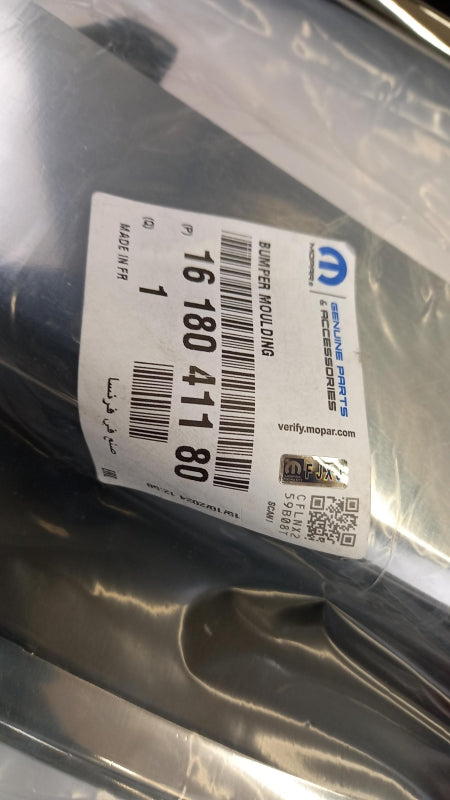 MOPAR®
GENUINE PARTS
& ACCESSORIES
verify.mopar.com
BUMPER MOULDING
(P) 16 180 411 80
(Q) 1
MADE IN FR
صنع في فرنسا
CFLNX2
59B08T
SCAN!